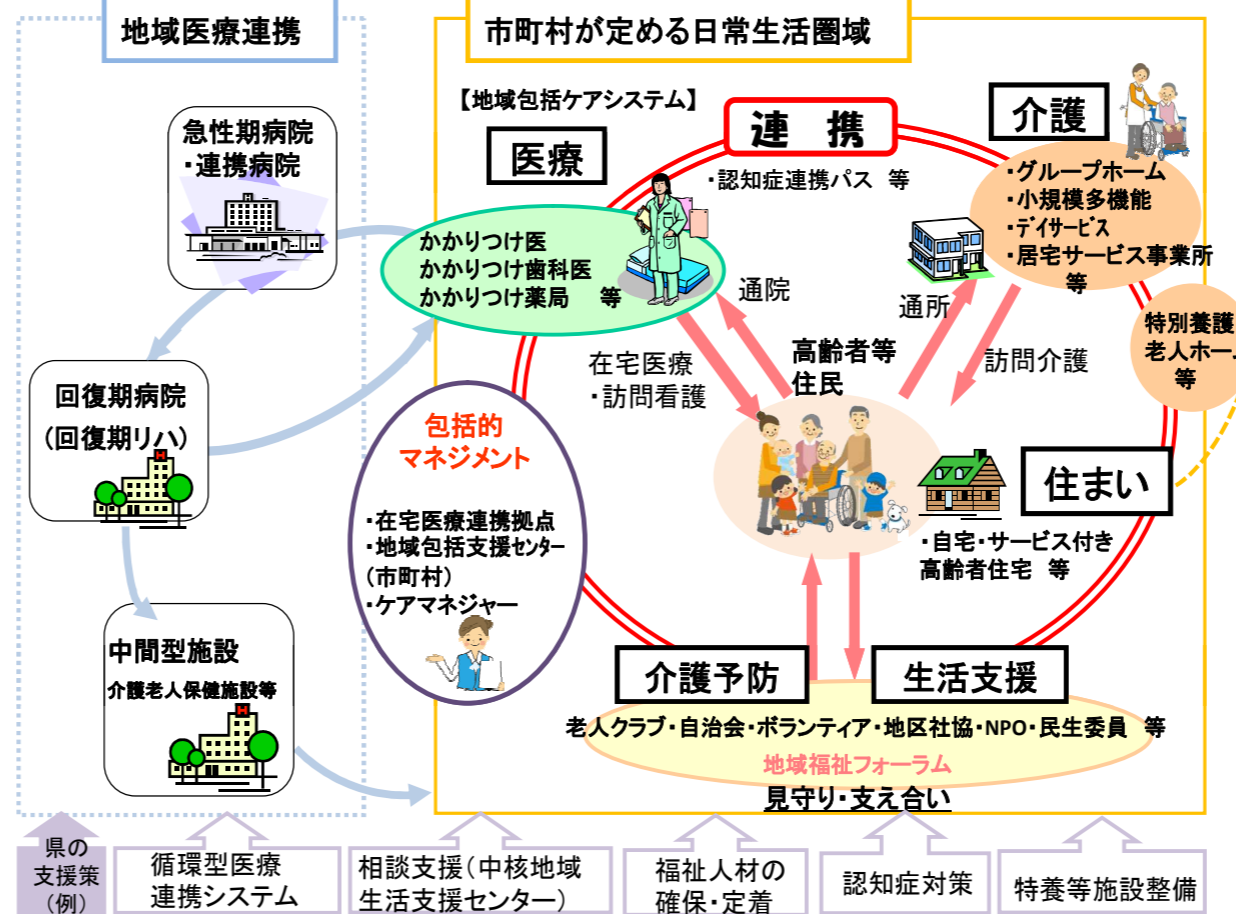 地域医療連携
市町村が定める日常生活圏域
急性期病院
・連携病院
回復期病院
(回復期リハ)
中間型施設
介護老人保健施設等
【地域包括ケアシステム】
医療
連 携
・認知症連携パス 等
介護
・グループホーム
・小規模多機能
・デイサービス
・居宅サービス事業所
等
かかりつけ医
かかりつけ歯科医
かかりつけ薬局 等
通院
通所
特別養護
老人ホーム
等
在宅医療
・訪問看護
高齢者等
住民
訪問介護
包括的
マネジメント
・在宅医療連携拠点
・地域包括支援センター
(市町村)
・ケアマネジャー
住まい
・自宅・サービス付き
高齢者住宅 等
介護予防
生活支援
老人クラブ・自治会・ボランティア・地区社協・NPO・民生委員 等
地域福祉フォーラム
見守り・支え合い
県の
支援策
(例)
循環型医療
連携システム
相談支援(中核地域
生活支援センター)
福祉人材の
確保・定着
認知症対策
特養等施設整備